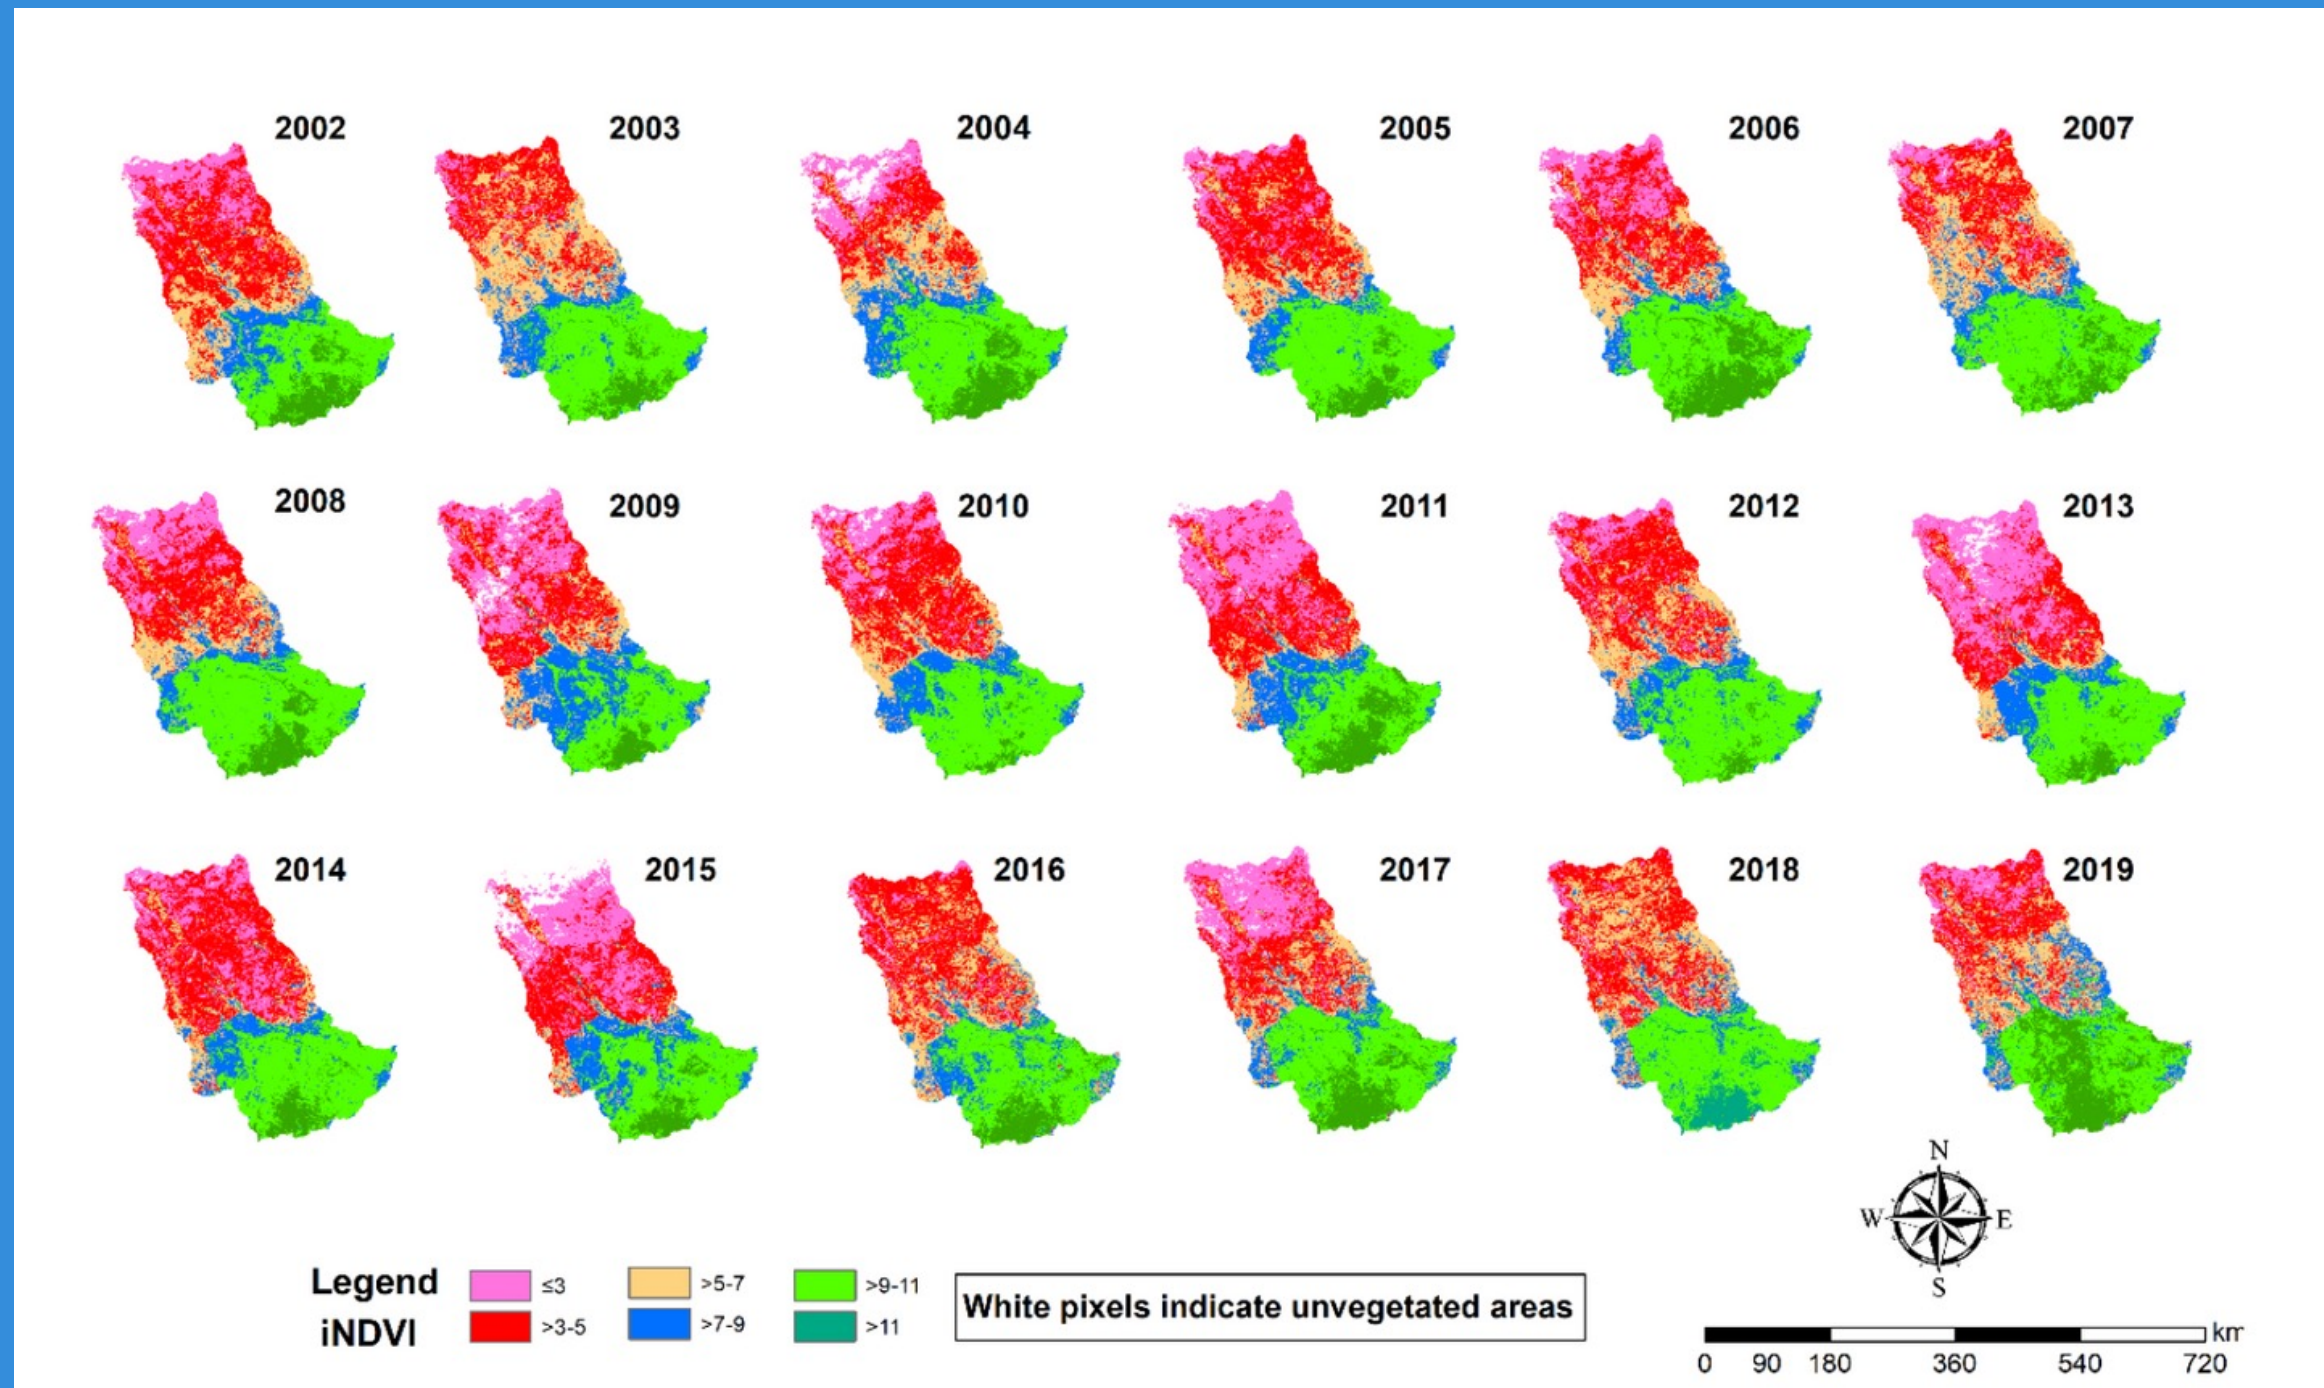 2002 2003 2004 2005 2006 2007
2008 2009 2010 2011 2012 2013
2014 2015 2016 2017 2018 2019
N
W E
S
Legend
iNDVI
≤3 >5-7 >9-11
>3-5 >7-9 >11
White pixels indicate unvegetated areas
km
0 90 180 360 540 720